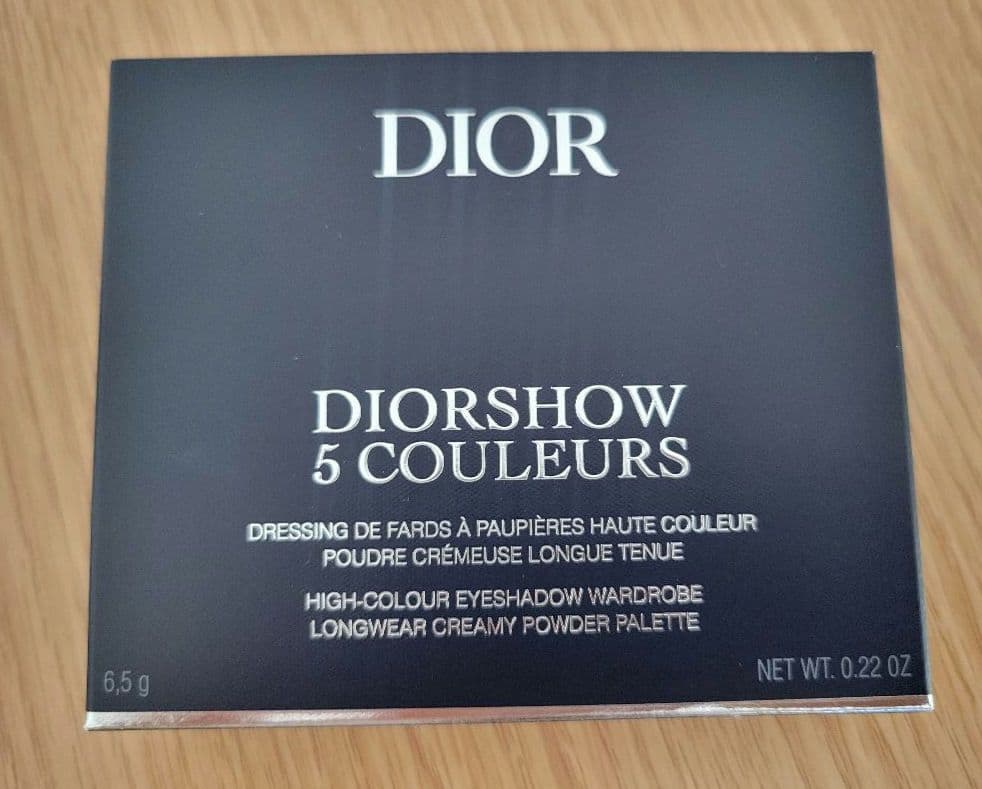 DIOR
DIORSHOW
5 COULEURS
DRESSING DE FARDS À PAUPIÈRES HAUTE COULEUR
POUDRE CRÉMEUSE LONGUE TENUE
HIGH-COLOUR EYESHADOW WARDROBE
LONGWEAR CREAMY POWDER PALETTE
6,5 g
NET WT. 0.22 OZ